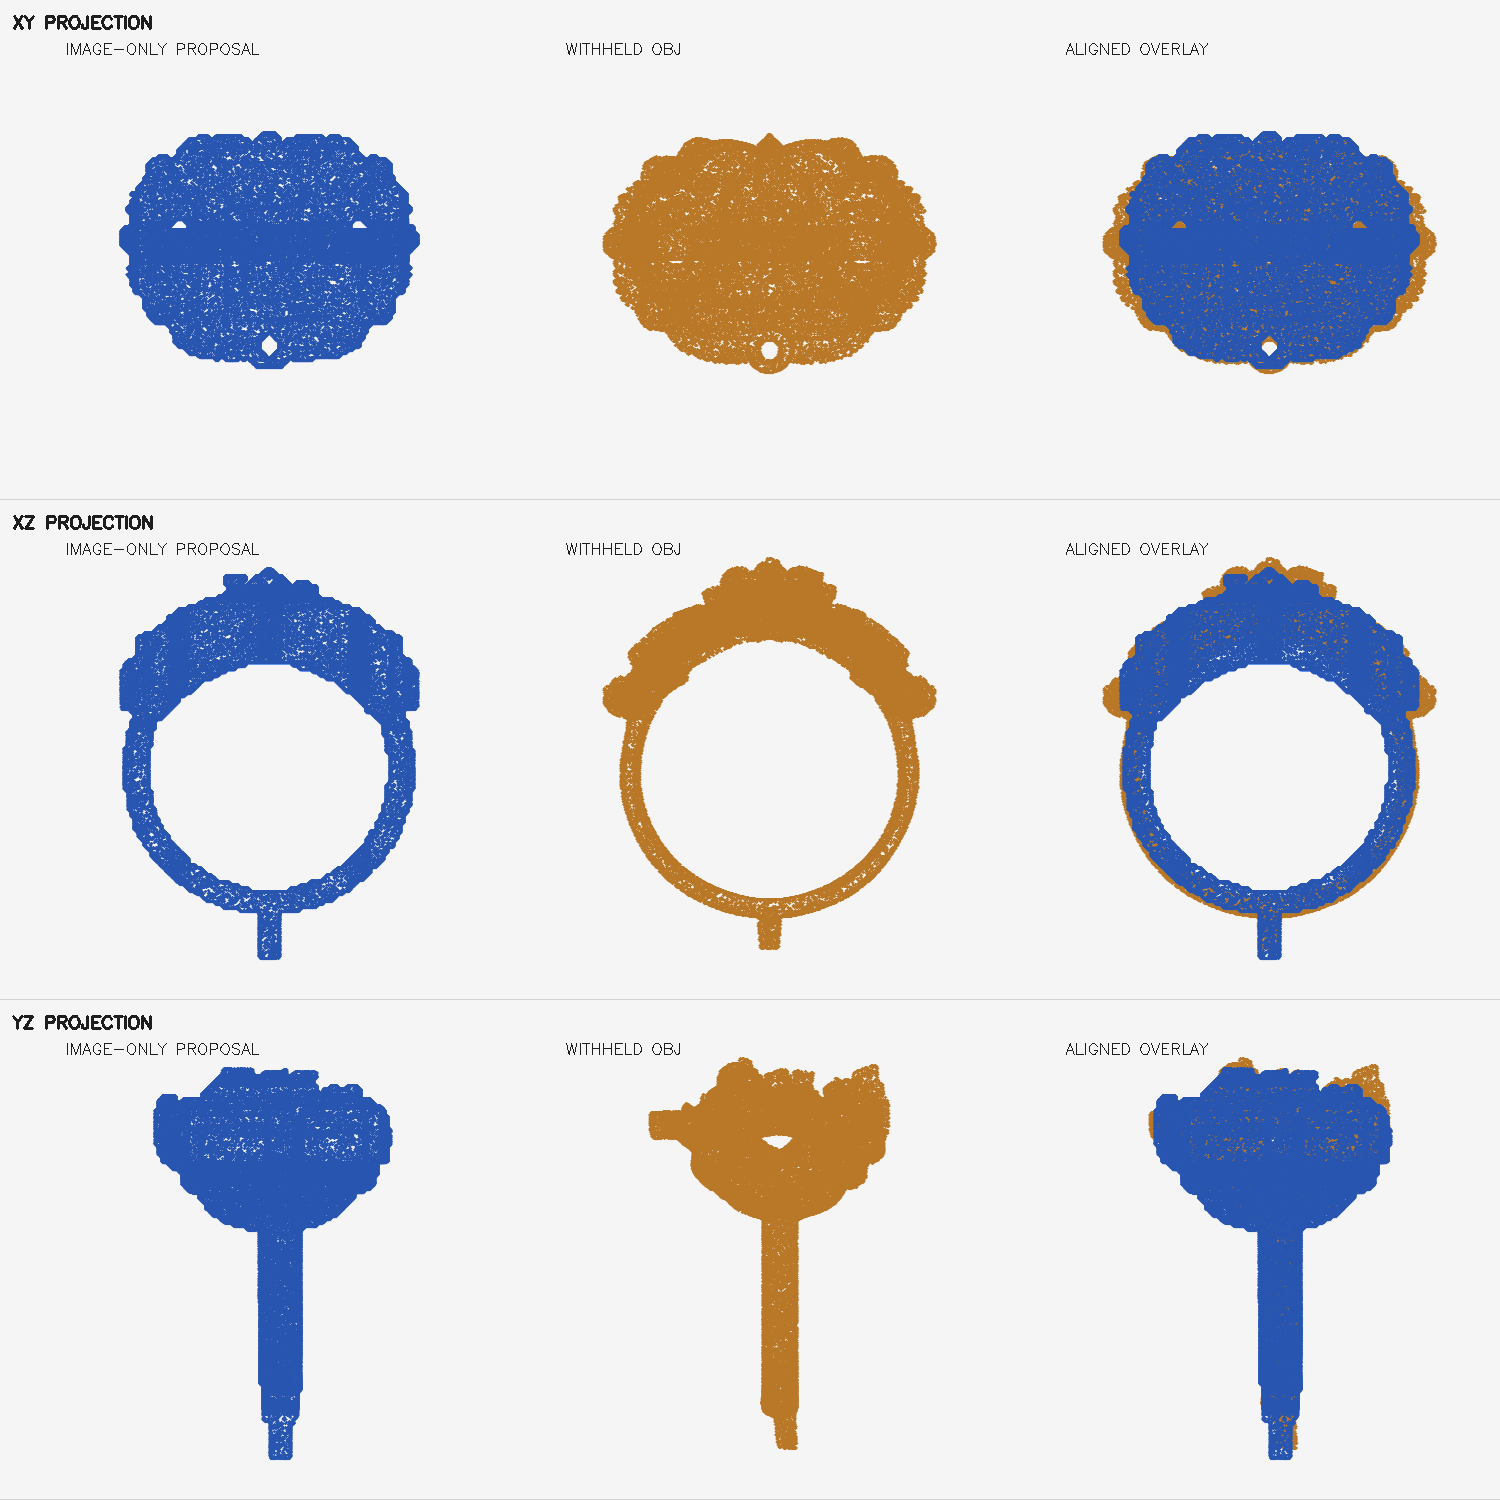 XY PROJECTION
IMAGE-ONLY PROPOSAL WITHHELD OBJ ALIGNED OVERLAY
XZ PROJECTION
IMAGE-ONLY PROPOSAL WITHHELD OBJ ALIGNED OVERLAY
YZ PROJECTION
IMAGE-ONLY PROPOSAL WITHHELD OBJ ALIGNED OVERLAY